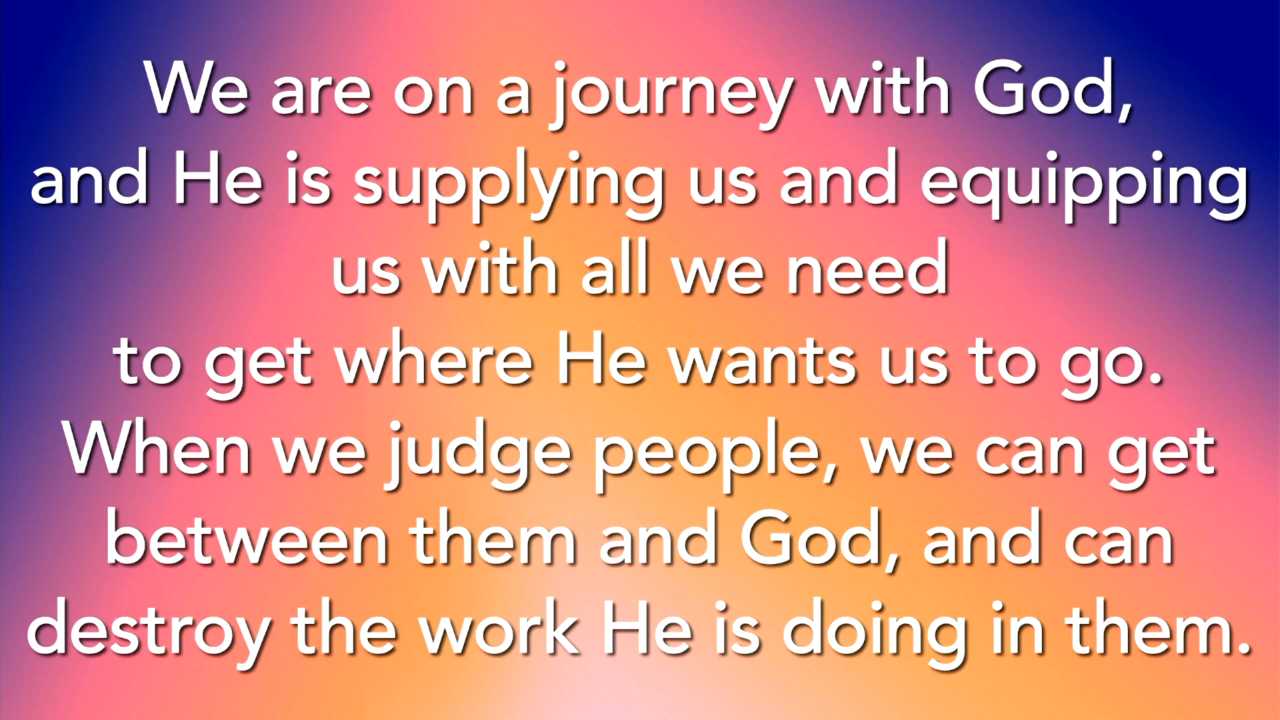 We are on a journey with God,
and He is supplying us and equipping
us with all we need
to get where He wants us to go.
When we judge people, we can get
between them and God, and can
destroy the work He is doing in them.